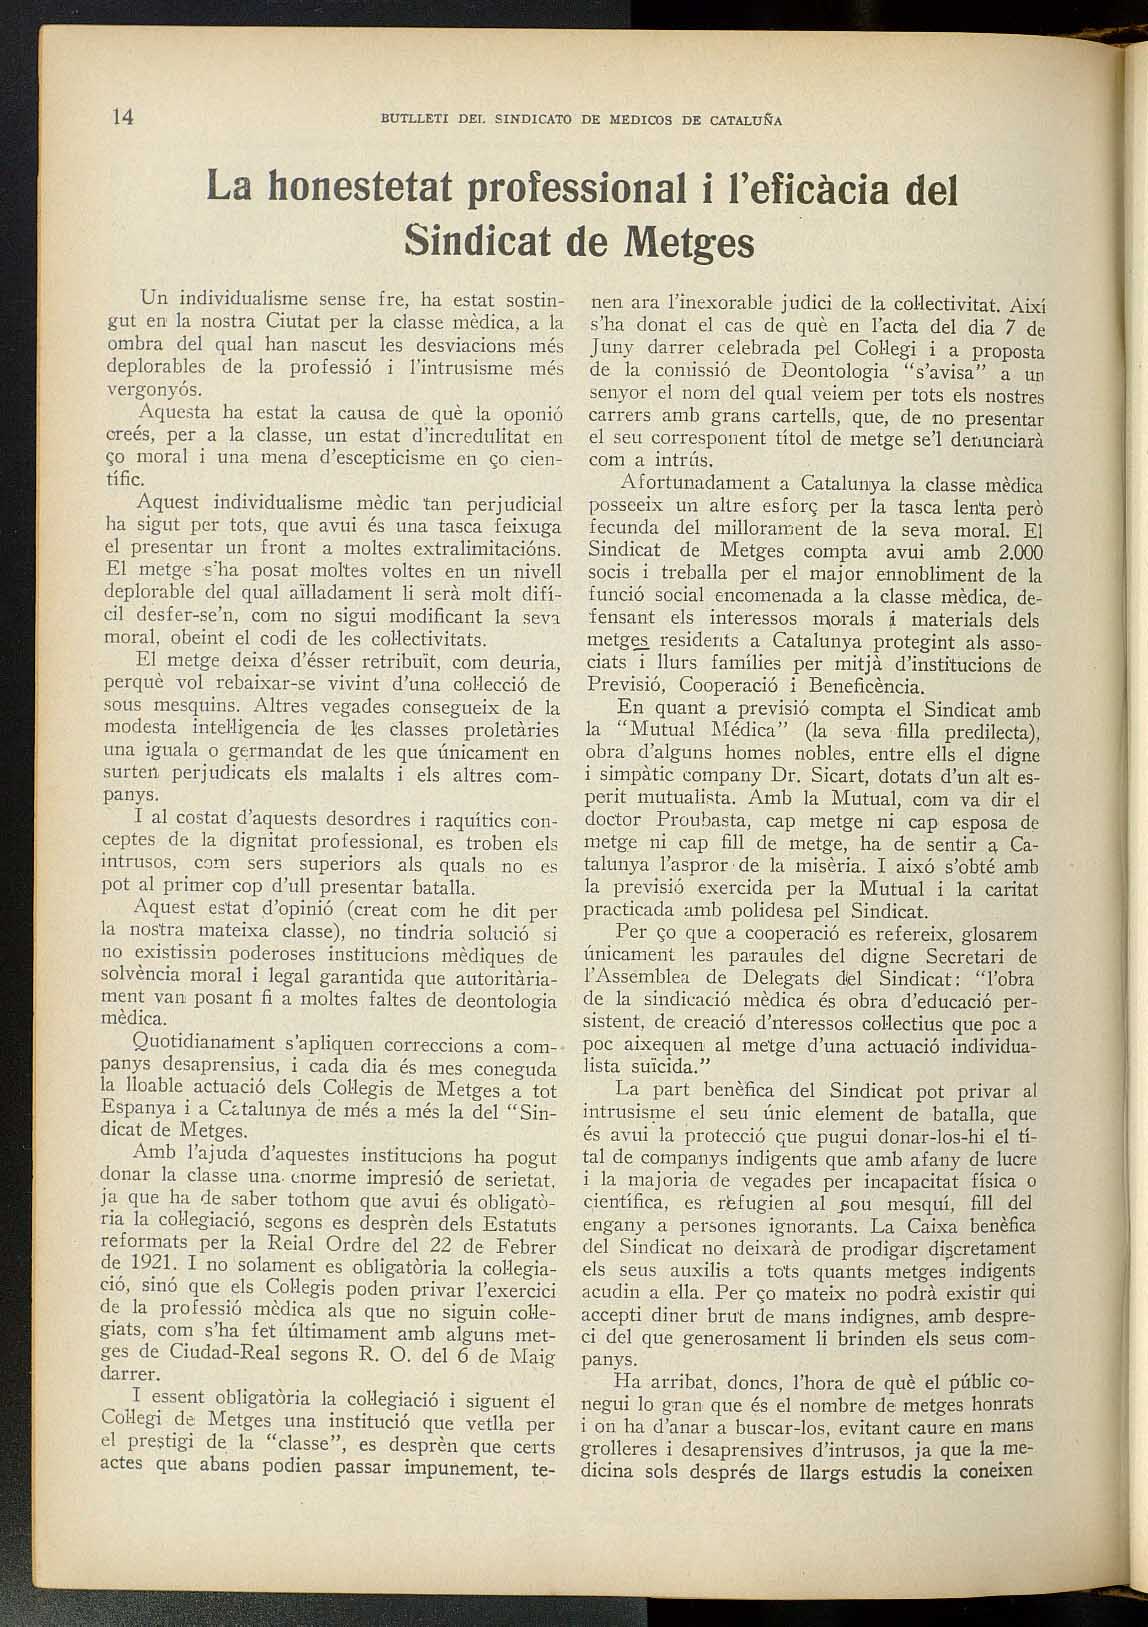 14
BUTLLETI DEL SINDICATO DE MEDICOS DE CATALUÑA
La honestetat professional i l'eficàcia del
Sindicat de Metges
Un individualisme sense fre, ha estat sostin-
gut en la nostra Ciutat per la classe mèdica, a la
ombra del qual han nascut les desviacions més
deplorables de la professió i l'intrusisme més
vergonyós.
Aquesta ha estat la causa de què la oponió
creés, per a la classe, un estat d'incredulitat en
ço moral i una mena d'escepticisme en ço cien-
tífic.
Aquest individualisme mèdic tan perjudicial
ha sigut per tots, que avui és una tasca feixuga
el presentar un front a moltes extralimitacións.
El metge s'ha posat moltes voltes en un nivell
deplorable del qual aïlladament li serà molt difí-
cil desfer-se'n, com no sigui modificant la seva
moral, obeint el codi de les col·lectivitats.
El metge deixa d'ésser retribuït, com deuria,
perquè vol rebaixar-se vivint d'una col·lecció de
sous mesquins. Altres vegades consegueix de la
modesta intel·ligencia de les classes proletàries
una iguala o germandat de les que únicament en
surten perjudicats els malalts i els altres com-
panys.
I al costat d'aquests desordres i raquítics con-
ceptes de la dignitat professional, es troben els
intrusos, com sers superiors als quals no es
pot al primer cop d'ull presentar batalla.
Aquest estat d'opinió (creat com he dit per
la nostra mateixa classe), no tindria solució si
no existissin poderoses institucions mèdiques de
solvència moral i legal garantida que autoritària-
ment van posant fi a moltes faltes de deontologia
mèdica.
Quotidianament s'apliquen correccions a com-
panys desaprensius, i cada dia és mes coneguda
la lloable actuació dels Col·legis de Metges a tot
Espanya i a Catalunya de més a més la del "Sin-
dicat de Metges.
Amb l'ajuda d'aquestes institucions ha pogut
donar la classe una enorme impresió de serietat,
ja que ha de saber tothom que avui és obligatò-
ria la col·legiació, segons es desprèn dels Estatuts
reformats per la Reial Ordre del 22 de Febrer
de 1921. I no solament es obligatòria la col·legia-
ció, sinó que els Col·legis poden privar l'exercici
de la professió mèdica als que no siguin col·le-
giats, com s'ha fet últimament amb alguns met-
ges de Ciudad-Real segons R. O. del 6 de Maig
darrer.
I essent obligatòria la col·legiació i siguent el
Col·legi de Metges una institució que vetlla per
el prestigi de la "classe", es desprèn que certs
actes que abans podien passar impunement, te-
nen ara l'inexorable judici de la col·lectivitat. Així
s'ha donat el cas de què en l'acta del dia 7 de
Juny darrer celebrada pel Col·legi i a proposta
de la comissió de Deontologia "s'avisa" a un
senyor el nom del qual veiem per tots els nostres
carrers amb grans cartells, que, de no presentar
el seu corresponent títol de metge se'l denunciarà
com a intrús.
Afortunadament a Catalunya la classe mèdica
posseeix un altre esforç per la tasca lenta però
fecunda del millorament de la seva moral. El
Sindicat de Metges compta avui amb 2.000
socis i treballa per el major ennobliment de la
funció social encomenada a la classe mèdica, de-
fensant els interessos morals i materials dels
metges residents a Catalunya protegint als asso-
ciats i llurs famílies per mitjà d'institucions de
Previsió, Cooperació i Beneficència.
En quant a previsió compta el Sindicat amb
la "Mutual Médica" (la seva filla predilecta),
obra d'alguns homes nobles, entre ells el digne
i simpàtic company Dr. Sicart, dotats d'un alt es-
perit mutualista. Amb la Mutual, com va dir el
doctor Proubasta, cap metge ni cap esposa de
metge ni cap fill de metge, ha de sentir a Ca-
talunya l'aspror de la misèria. I aixó s'obté amb
la previsió exercida per la Mutual i la caritat
practicada amb polidesa pel Sindicat.
Per ço que a cooperació es refereix, glosarem
únicament les paraules del digne Secretari de
l'Assemblea de Delegats del Sindicat: "l'obra
de la sindicació mèdica és obra d'educació per-
sistent, de creació d'nteressos col·lectius que poc a
poc aixequen al metge d'una actuació individua-
lista suïcida."
La part benèfica del Sindicat pot privar al
intrusisme el seu únic element de batalla, que
és avui la protecció que pugui donar-los-hi el tí-
tal de companys indigents que amb afany de lucre
i la majoria de vegades per incapacitat física o
científica, es refugien al sou mesquí, fill del
engany a persones ignorants. La Caixa benèfica
del Sindicat no deixarà de prodigar discretament
els seus auxilis a tots quants metges indigents
acudin a ella. Per ço mateix no podrà existir qui
accepti diner brut de mans indignes, amb despre-
ci del que generosament li brinden els seus com-
panys.
Ha arribat, doncs, l'hora de què el públic co-
negui lo gran que és el nombre de metges honrats
i on ha d'anar a buscar-los, evitant caure en mans
grolleres i desaprensives d'intrusos, ja que la me-
dicina sols després de llargs estudis la coneixen